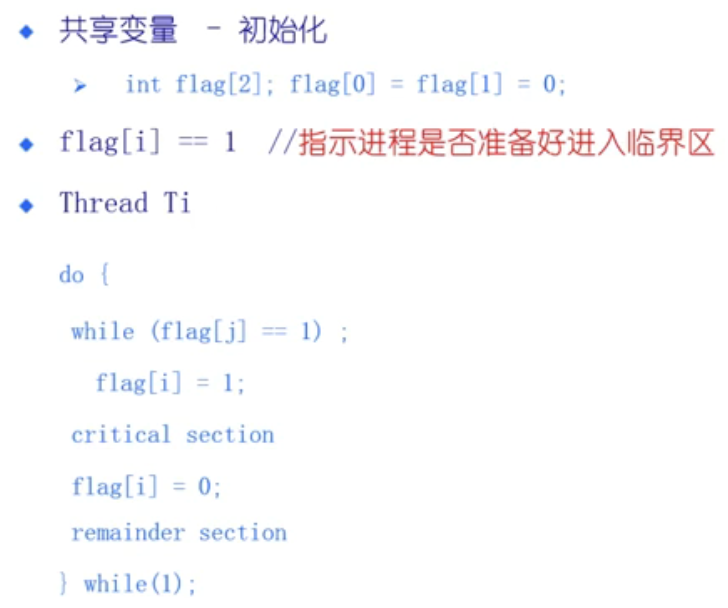 ◆ 共享变量 - 初始化
➢ int flag[2]; flag[0] = flag[1] = 0;
◆ flag[i] == 1 //指示进程是否准备好进入临界区
◆ Thread Ti
do {
while (flag[j] == 1) ;
flag[i] = 1;
critical section
flag[i] = 0;
remainder section
} while(1);